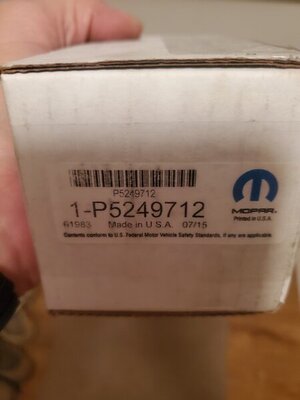 P5249712
1-P5249712
61983 Made in U.S.A. 07/15
Contents conform to U.S. Federal Motor Vehicle Safety Standards, if any are applicable.
MOPAR®
Printed in U.S.A.